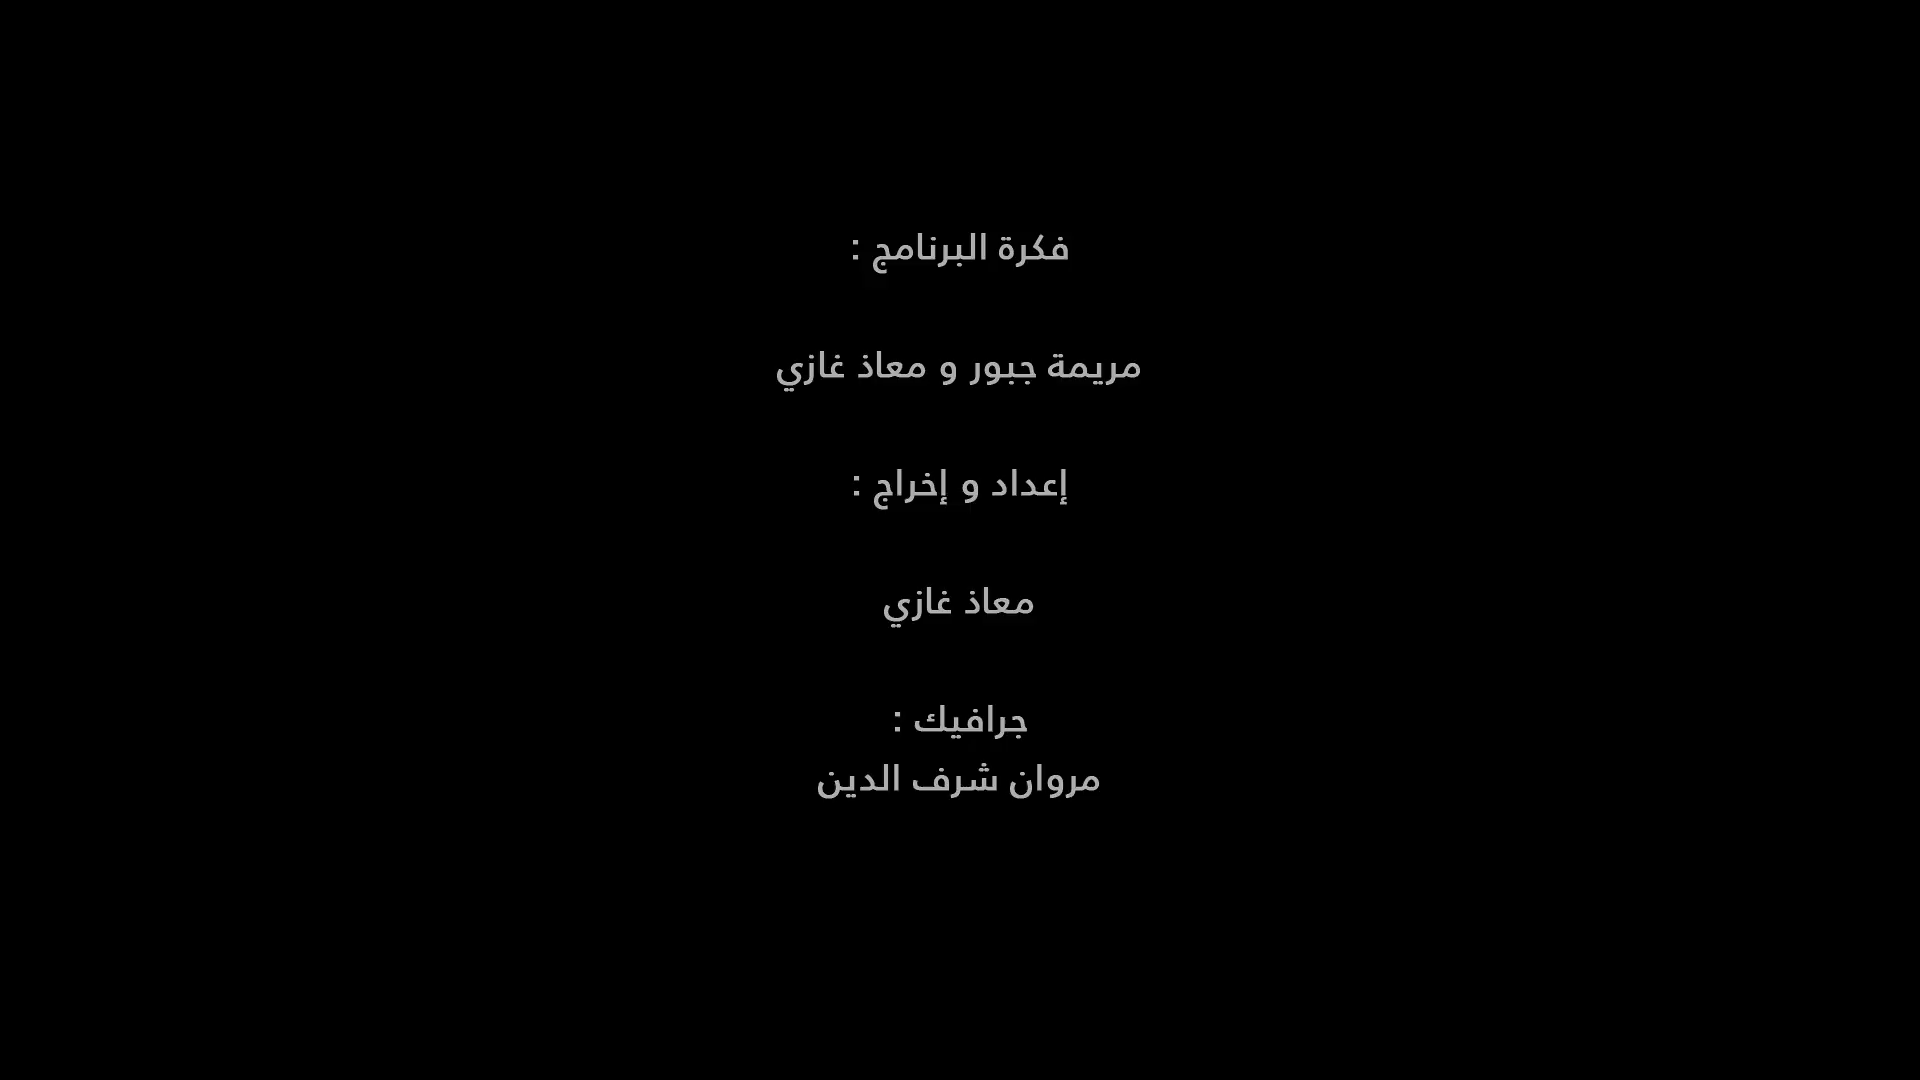 فكرة البرنامج :
مريمة جبور و معاذ غازي
إعداد و إخراج :
معاذ غازي
جرافيك :
مروان شرف الدين